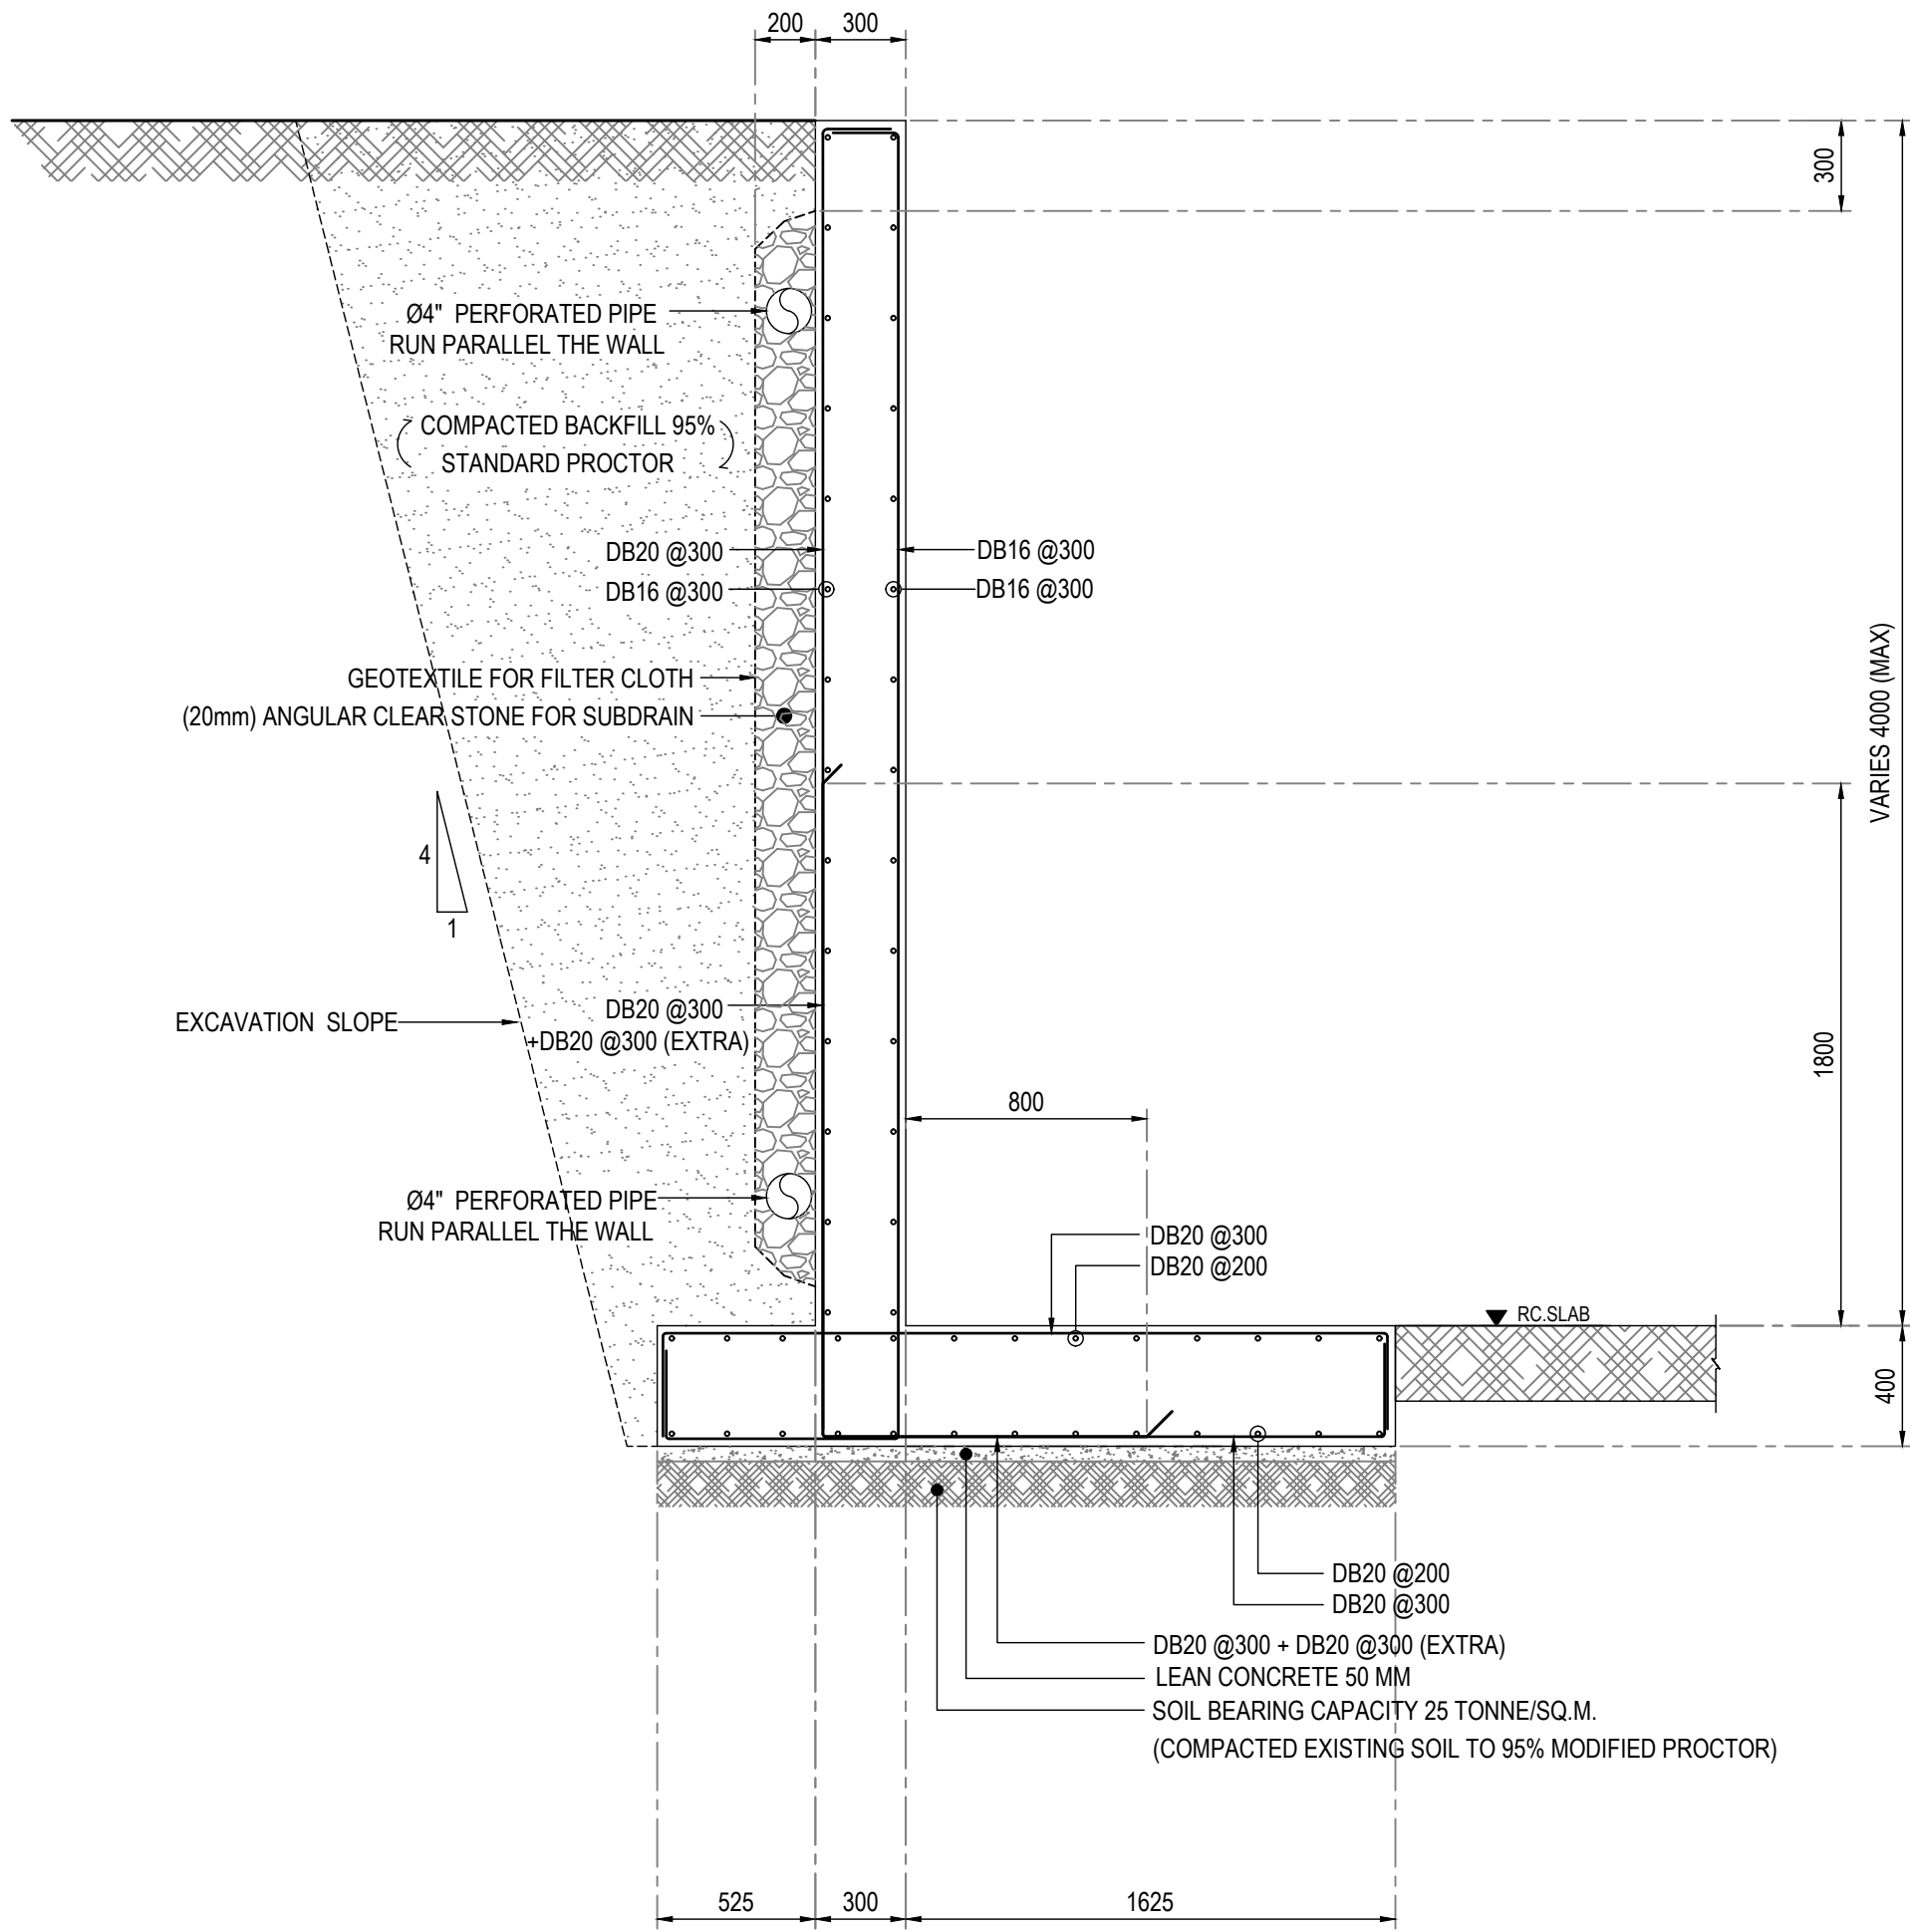 200
300
300
Ø4" PERFORATED PIPE
RUN PARALLEL THE WALL
COMPACTED BACKFILL 95%
STANDARD PROCTOR
DB20 @300
DB16 @300
DB16 @300
DB16 @300
GEOTEXTILE FOR FILTER CLOTH
(20mm) ANGULAR CLEAR STONE FOR SUBDRAIN
VARIES 4000 (MAX)
4
1
EXCAVATION SLOPE
DB20 @300
+DB20 @300 (EXTRA)
1800
800
Ø4" PERFORATED PIPE
RUN PARALLEL THE WALL
DB20 @300
DB20 @200
RC.SLAB
400
DB20 @200
DB20 @300
DB20 @300 + DB20 @300 (EXTRA)
LEAN CONCRETE 50 MM
SOIL BEARING CAPACITY 25 TONNE/SQ.M.
(COMPACTED EXISTING SOIL TO 95% MODIFIED PROCTOR)
525
300
1625